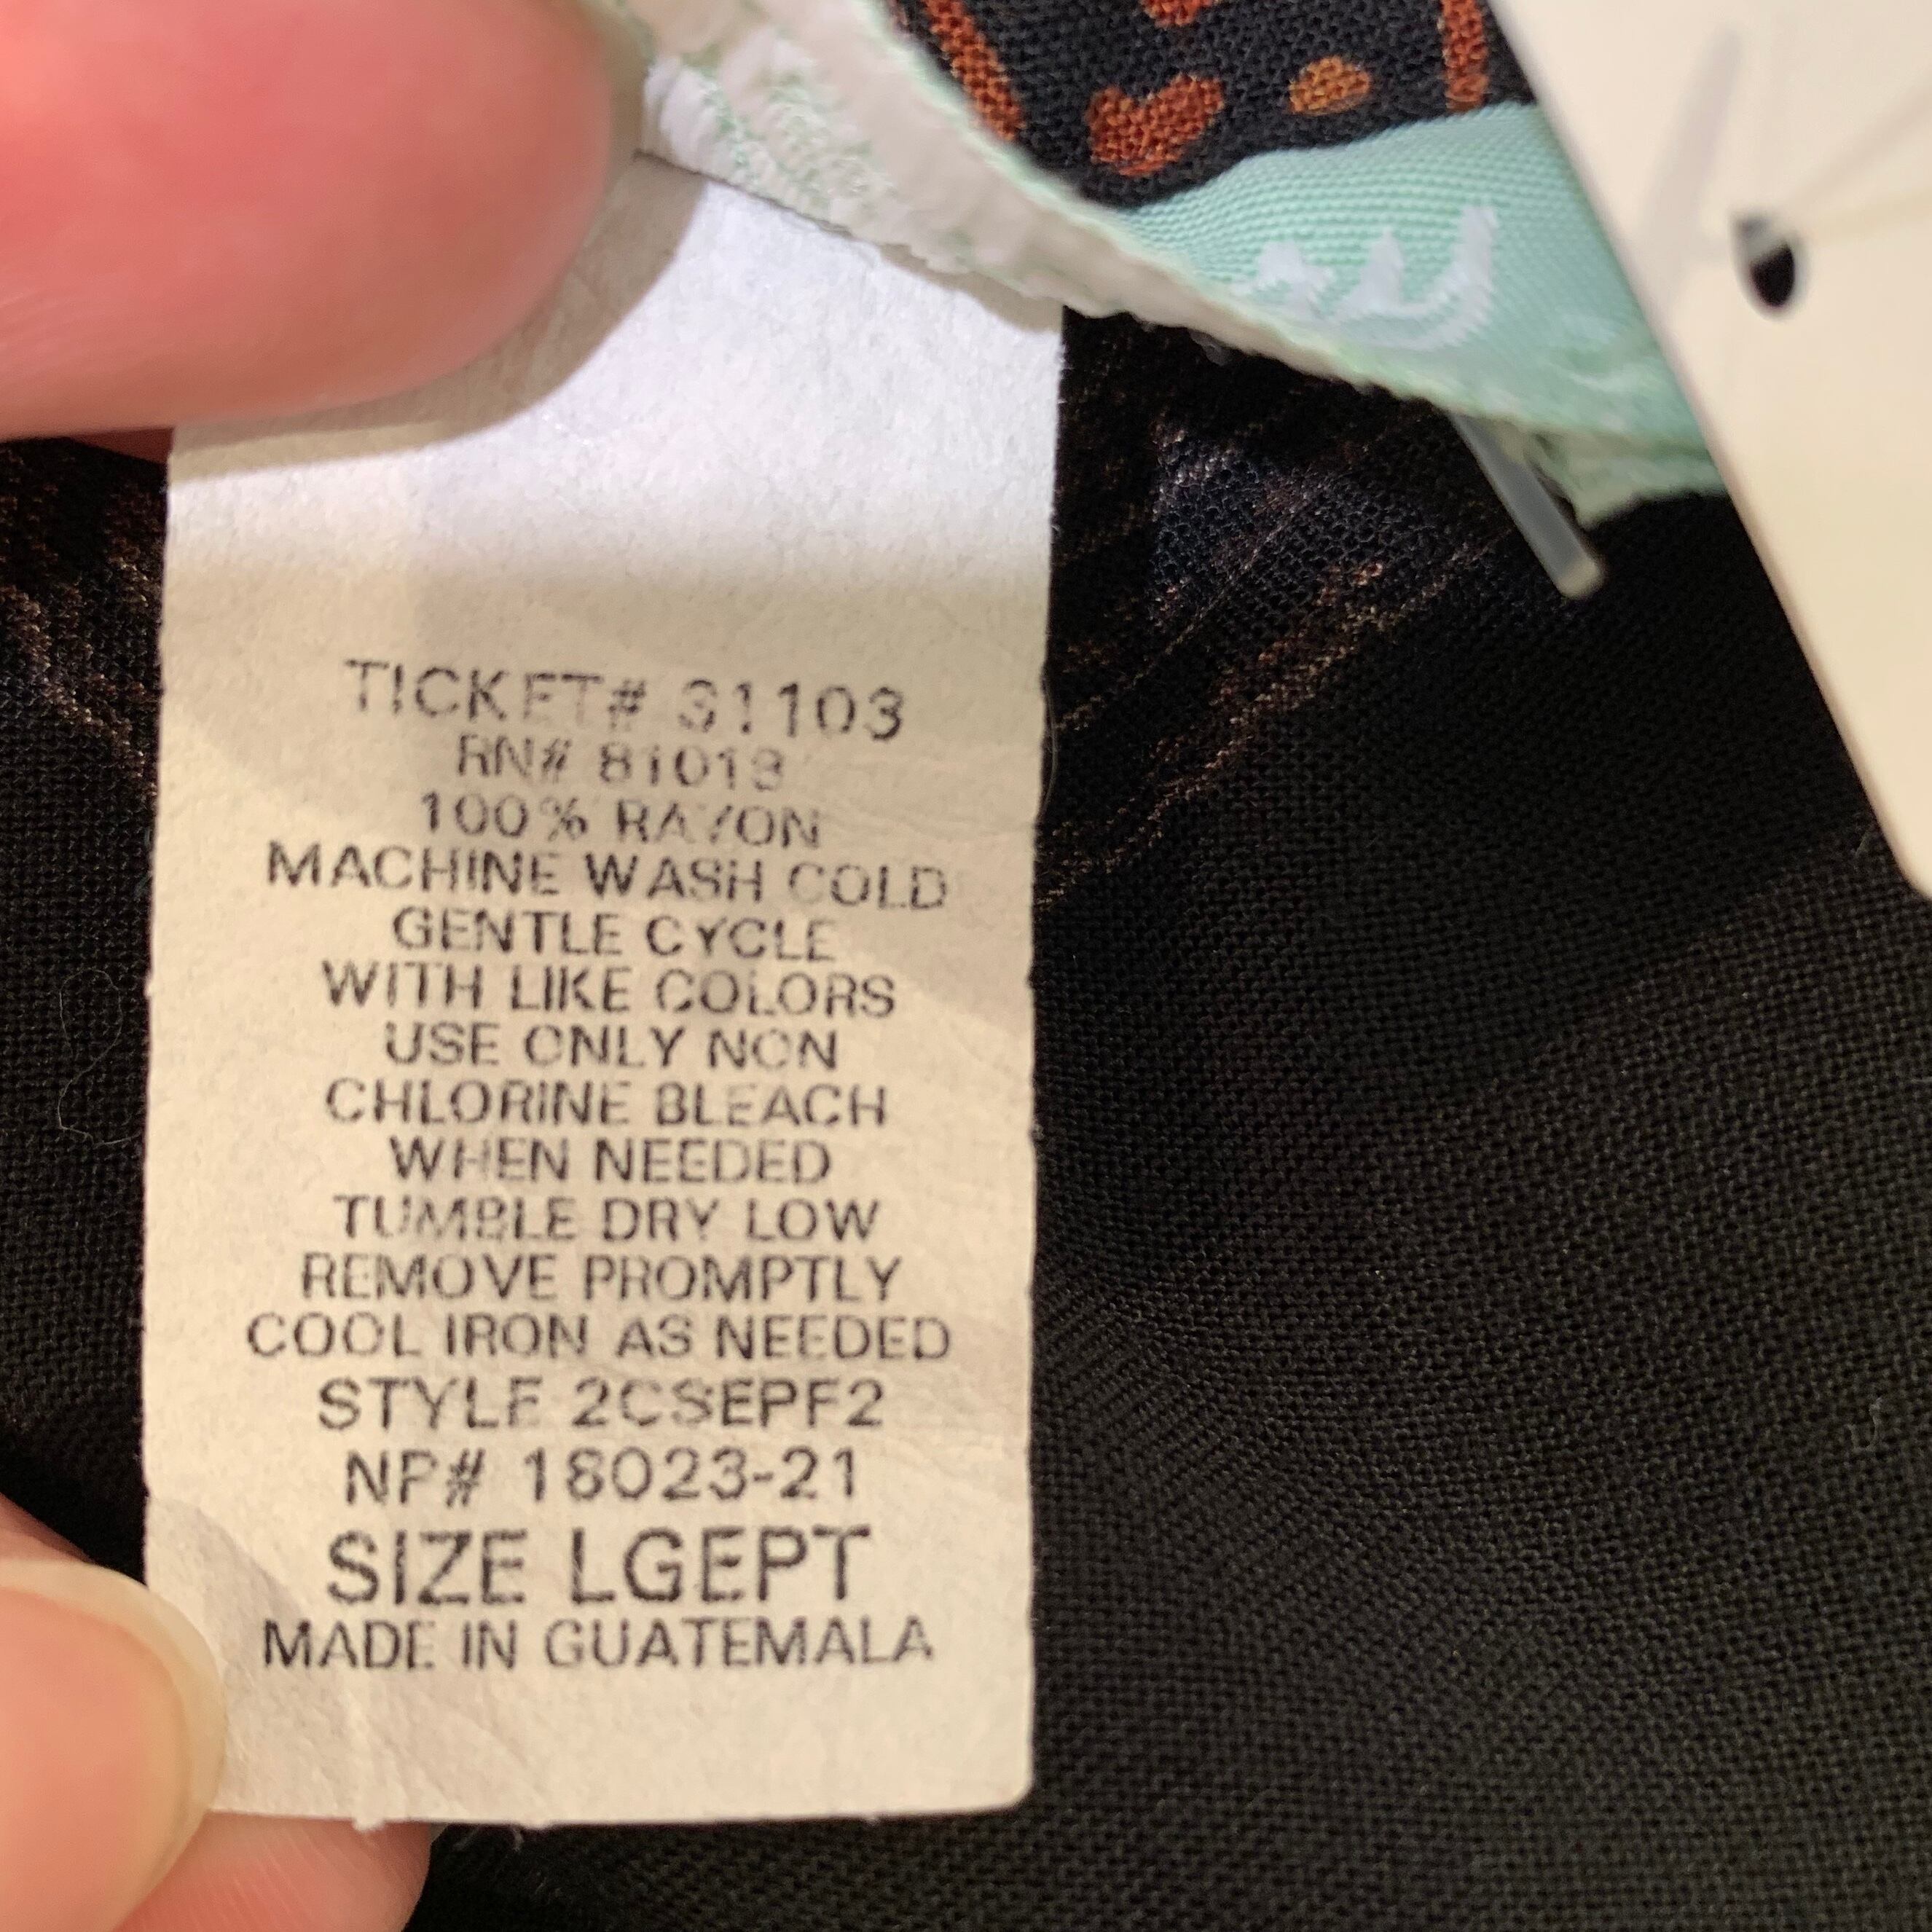 TICKET# 31103
RN# 81013
100% RAYON
MACHINE WASH COLD
GENTLE CYCLE
WITH LIKE COLORS
USE ONLY NON
CHLORINE BLEACH
WHEN NEEDED
TUMBLE DRY LOW
REMOVE PROMPTLY
COOL IRON AS NEEDED
STYLE 2CSEPF2
NP# 18023-21
SIZE LGEPT
MADE IN GUATEMALA